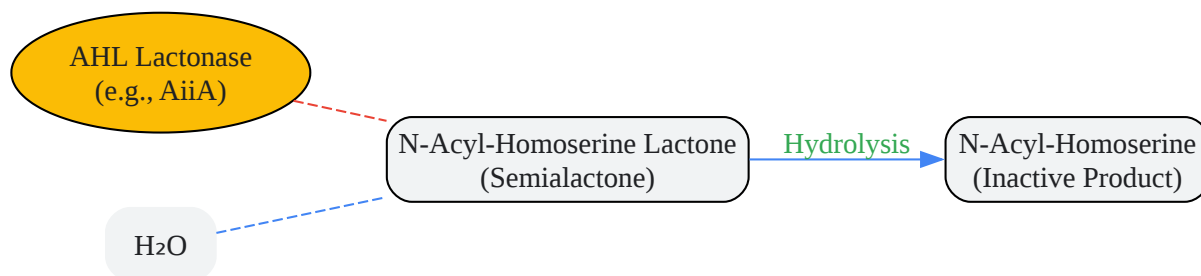 AHL Lactonase
(e.g., AiiA)
N-Acyl-Homoserine Lactone
(Semialactone)
Hydrolysis
N-Acyl-Homoserine
(Inactive Product)
H₂O